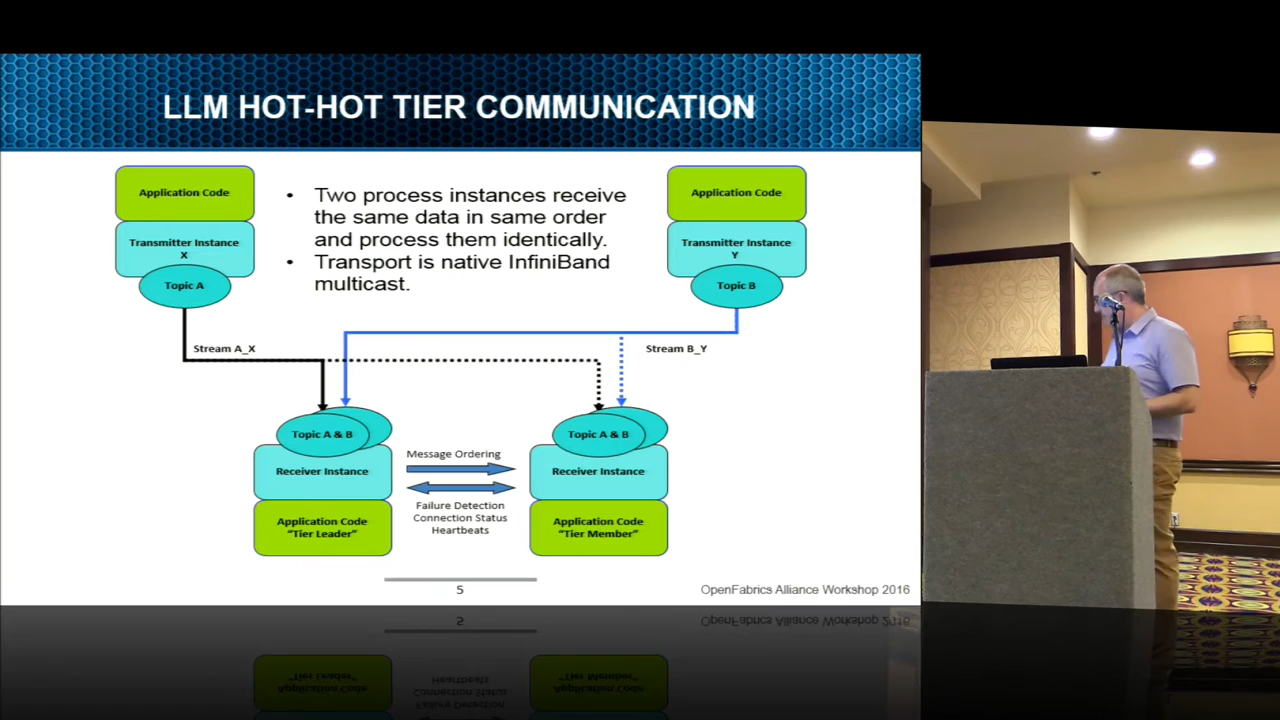 LLM HOT-HOT TIER COMMUNICATION
Application Code
Transmitter Instance
X
Topic A
• Two process instances receive
the same data in same order
and process them identically.
• Transport is native InfiniBand
multicast.
Application Code
Transmitter Instance
Y
Topic B
Stream A_X
Stream B_Y
Topic A & B
Receiver Instance
Application Code
"Tier Leader"
Message Ordering
Failure Detection
Connection Status
Heartbeats
Topic A & B
Receiver Instance
Application Code
"Tier Member"
5
OpenFabrics Alliance Workshop 2016